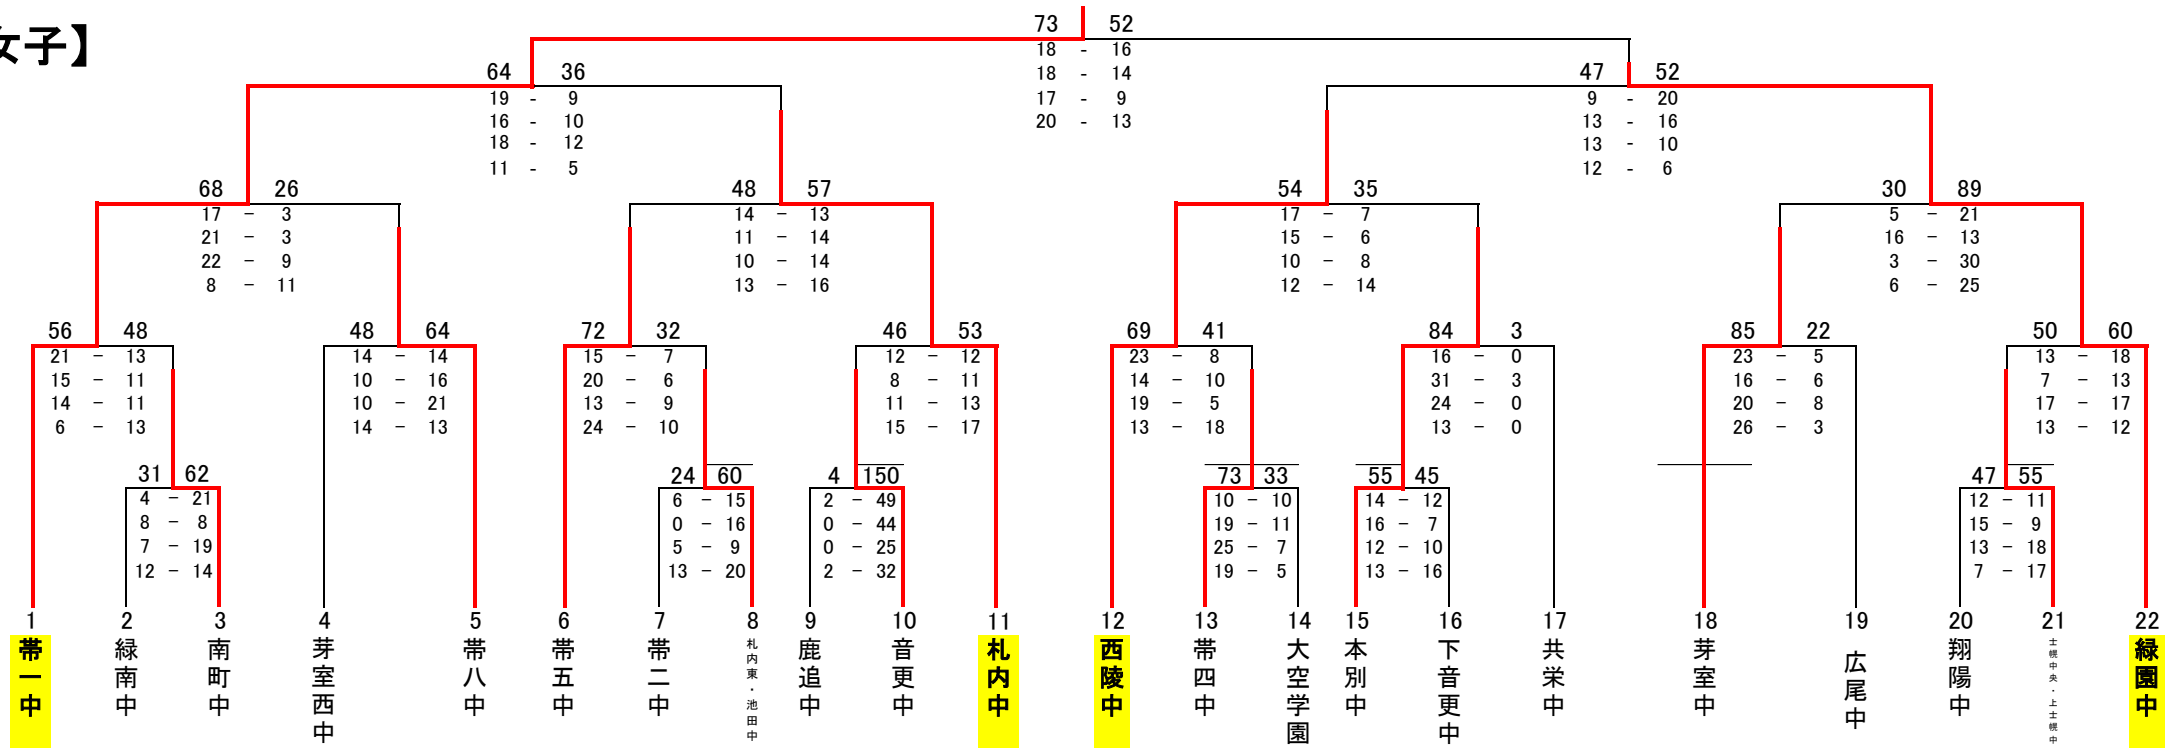 女子】
73 52
18 - 16
18 - 14
17 - 9
20 - 13
64 36
19 - 9
16 - 10
18 - 12
11 - 5
47 52
9 - 20
13 - 16
13 - 10
12 - 6
68 26
17 - 3
21 - 3
22 - 9
8 - 11
48 57
14 - 13
11 - 14
10 - 14
13 - 16
54 35
17 - 7
15 - 6
10 - 8
12 - 14
30 89
5 - 21
16 - 13
3 - 30
6 - 25
56 48
21 - 13
15 - 11
14 - 11
6 - 13
48 64
14 - 14
10 - 16
10 - 21
14 - 13
72 32
15 - 7
20 - 6
13 - 9
24 - 10
46 53
12 - 12
8 - 11
11 - 13
15 - 17
69 41
23 - 8
14 - 10
19 - 5
13 - 18
84 3
16 - 0
31 - 3
24 - 0
13 - 0
85 22
23 - 5
16 - 6
20 - 8
26 - 3
50 60
13 - 18
7 - 13
17 - 17
13 - 12
31 62
4 - 21
8 - 8
7 - 19
12 - 14
24 60
6 - 15
0 - 16
5 - 9
13 - 20
4 150
2 - 49
0 - 44
0 - 25
2 - 32
73 33
10 - 10
19 - 11
25 - 7
19 - 5
55 45
14 - 12
16 - 7
12 - 10
13 - 16
47 55
12 - 11
15 - 9
13 - 18
7 - 17
1 2 3 4 5 6 7 8 9 10 11 12 13 14 15 16 17 18 19 20 21 22
帯一中
緑南中
南町中
芽室西中
帯八中
帯五中
帯二中
札内東・池田中
鹿追中
音更中
札内中
西陵中
帯四中
大空学園
本別中
下音更中
共栄中
芽室中
広尾中
翔陽中
士幌中央・上士幌中
緑園中